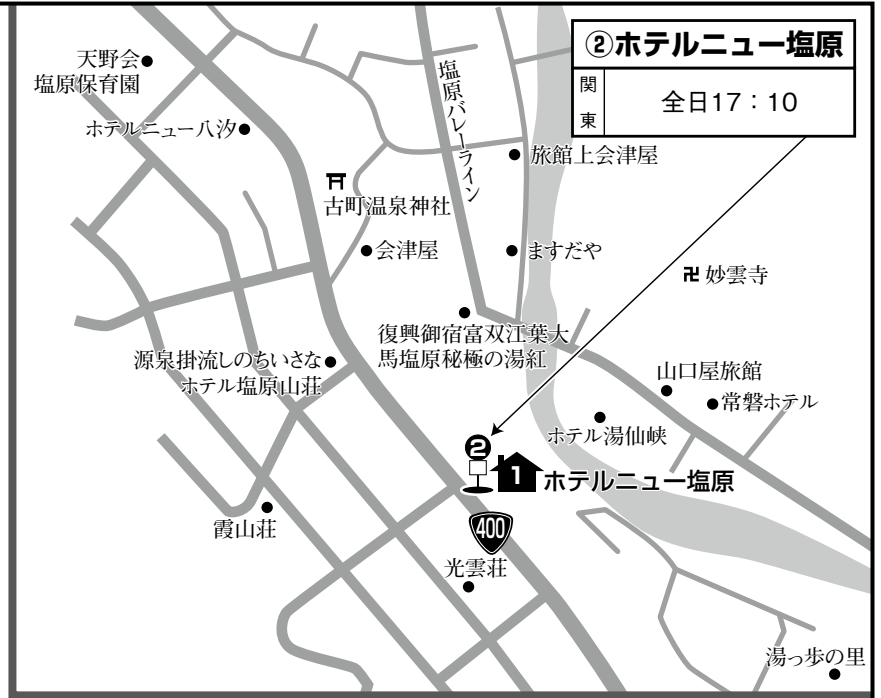 ②ホテルニュー塩原
関東
全日17：10
天野会
塩原保育園
ホテルニュー八汐
塩原バレーライン
旅館上会津屋
古町温泉神社
会津屋
ますだや
卍 妙雲寺
復興御宿富双江葉大
馬塩原秘極の湯紅
源泉掛流しのちいさな
ホテル塩原山荘
山口屋旅館
常磐ホテル
ホテル湯仙峡
2
1
ホテルニュー塩原
霞山荘
400
光雲荘
湯っ歩の里